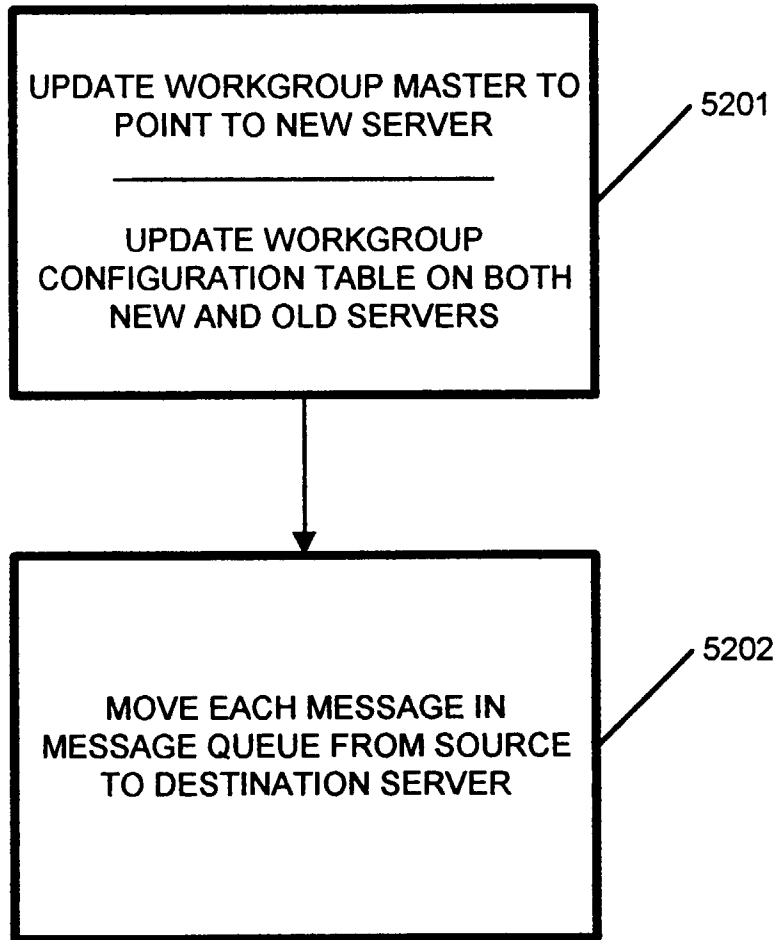 UPDATE WORKGROUP MASTER TO
POINT TO NEW SERVER
5201
UPDATE WORKGROUP
CONFIGURATION TABLE ON BOTH
NEW AND OLD SERVERS
5202
MOVE EACH MESSAGE IN
MESSAGE QUEUE FROM SOURCE
TO DESTINATION SERVER